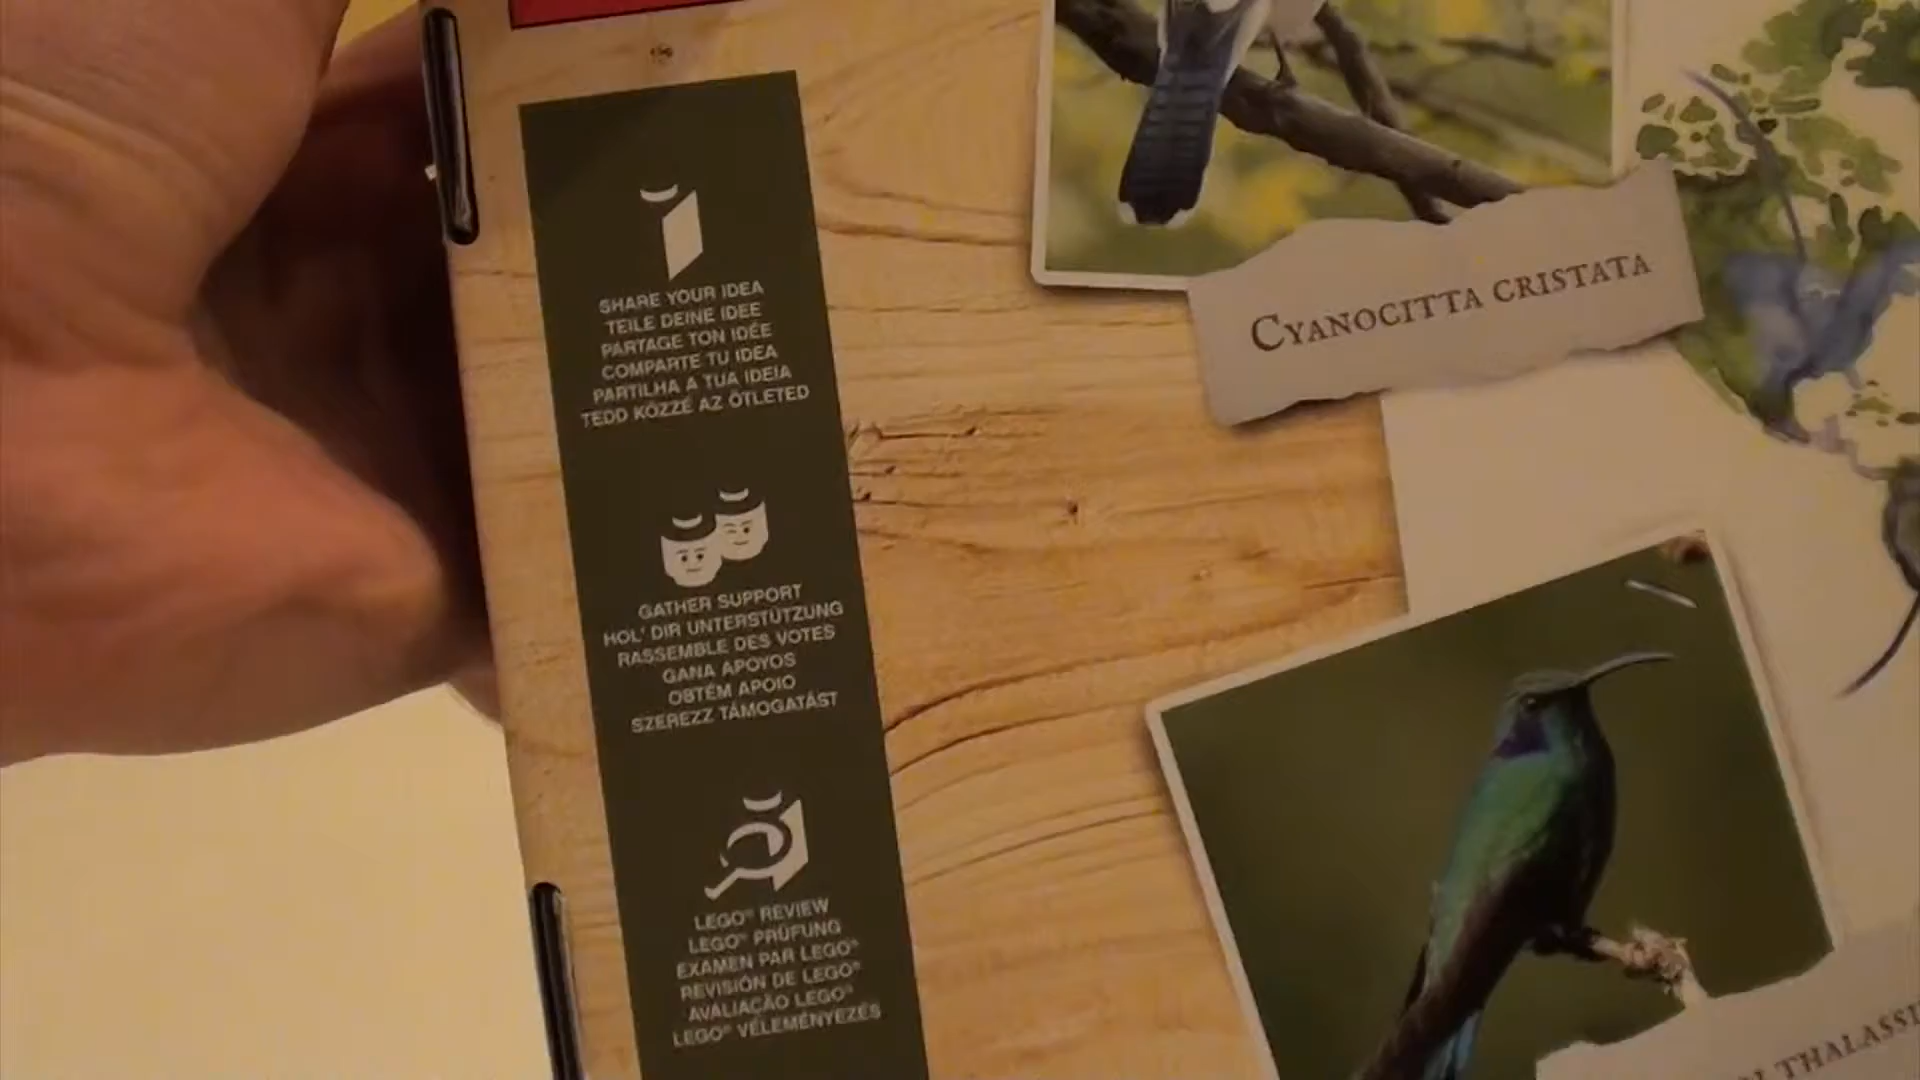 SHARE YOUR IDEA
TEILE DEINE IDEE
PARTAGE TON IDÉE
COMPARTE TU IDEA
PARTILHA A TUA IDEIA
TEDD KÖZZÉ AZ ÖTLETED
GATHER SUPPORT
HOL' DIR UNTERSTÜTZUNG
RASSEMBLE DES VOTES
GANA APOYOS
OBTÉM APOIO
SZEREZZ TÁMOGATÁST
LEGO® REVIEW
LEGO® PRÜFUNG
EXAMEN PAR LEGO®
REVISIÓN DE LEGO®
AVALIAÇÃO LEGO®
LEGO® VÉLEMÉNYEZÉS
CYANOCITTA CRISTATA